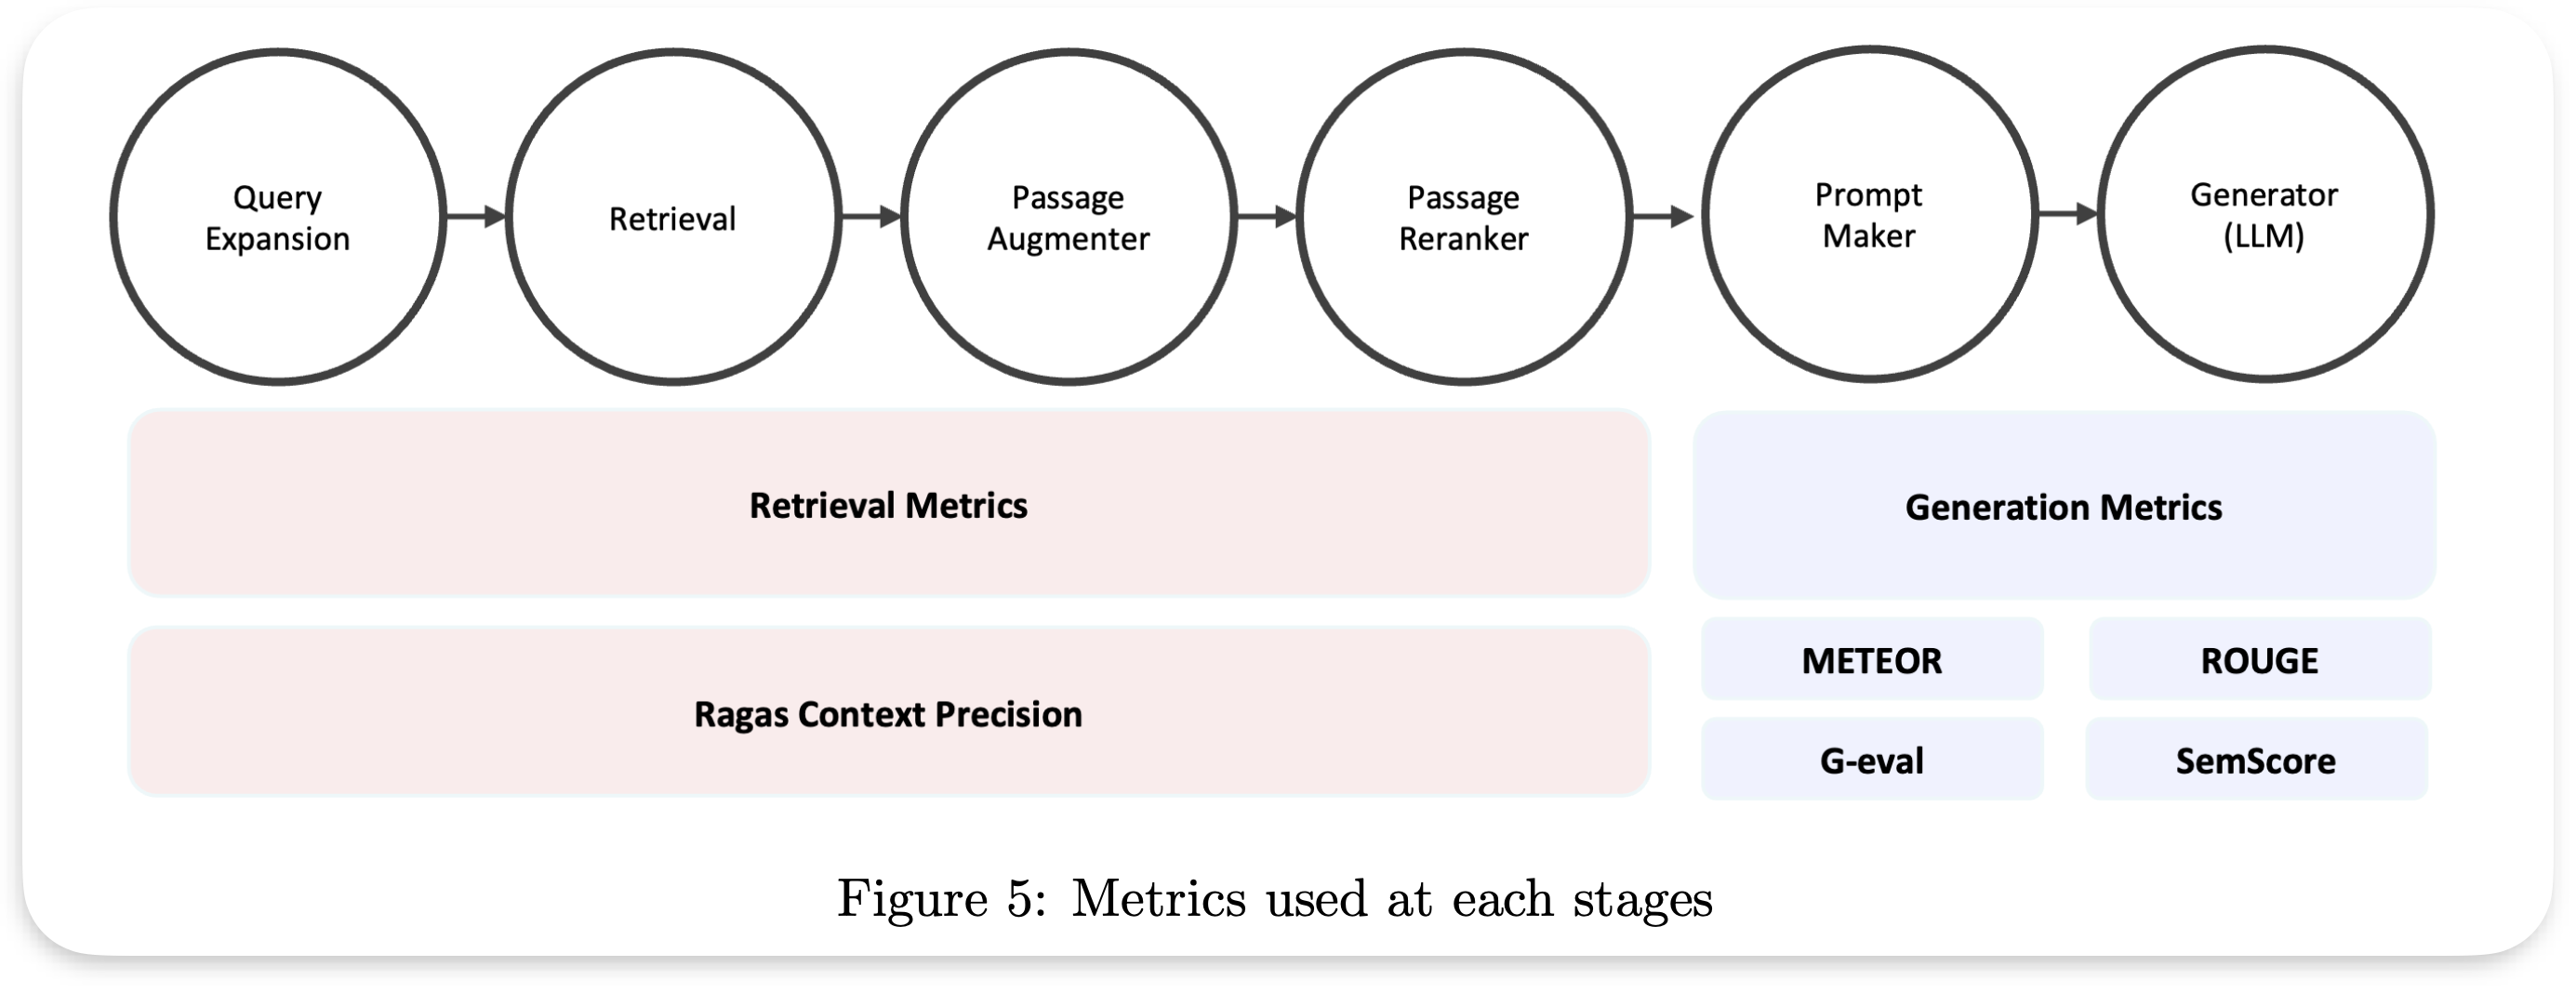 Query
Expansion
Retrieval
Passage
Augmenter
Passage
Reranker
Prompt
Maker
Generator
(LLM)
Retrieval Metrics
Generation Metrics
Ragas Context Precision
METEOR
ROUGE
G-eval
SemScore
Figure 5: Metrics used at each stages